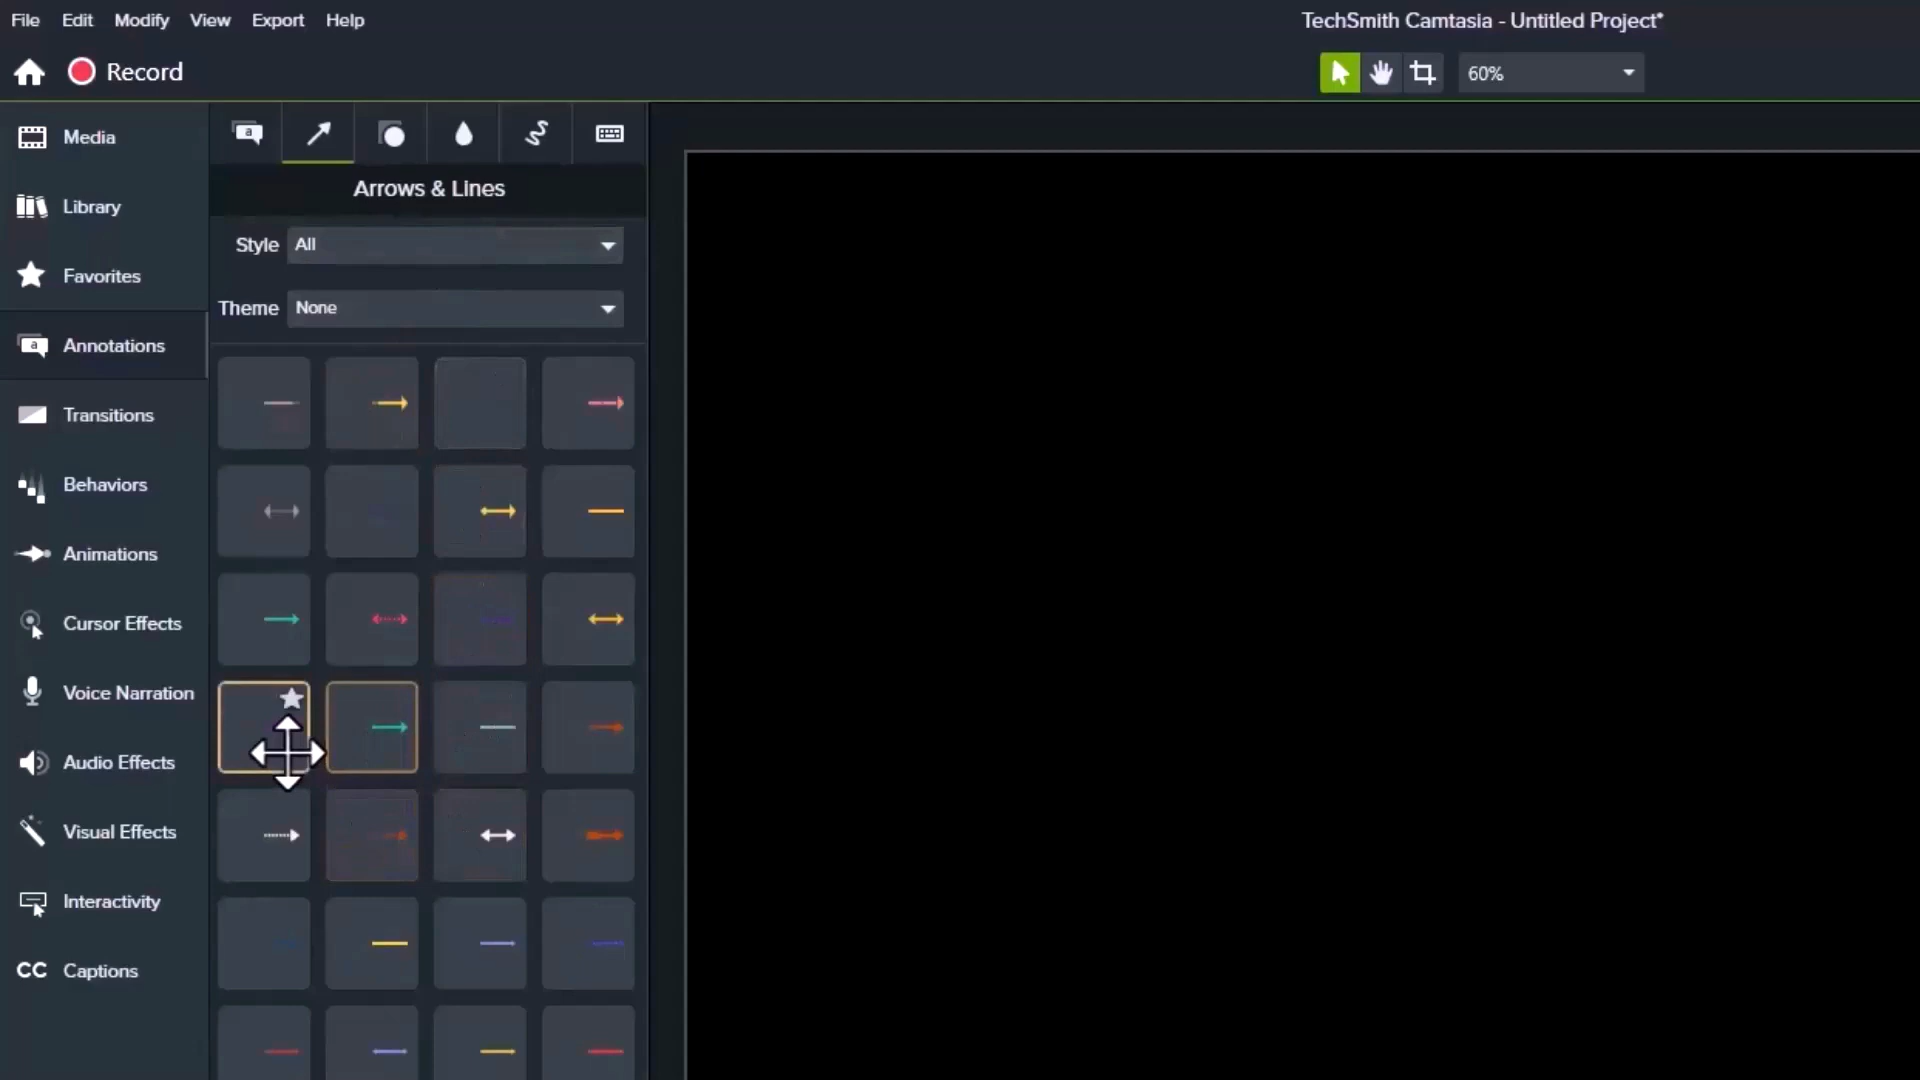 File Edit Modify View Export Help
TechSmith Camtasia - Untitled Project*
Record
60%
Media
Library
Favorites
a Annotations
Transitions
Behaviors
Animations
Cursor Effects
Voice Narration
Audio Effects
Visual Effects
Interactivity
CC Captions
a
Arrows & Lines
Style All
Theme None